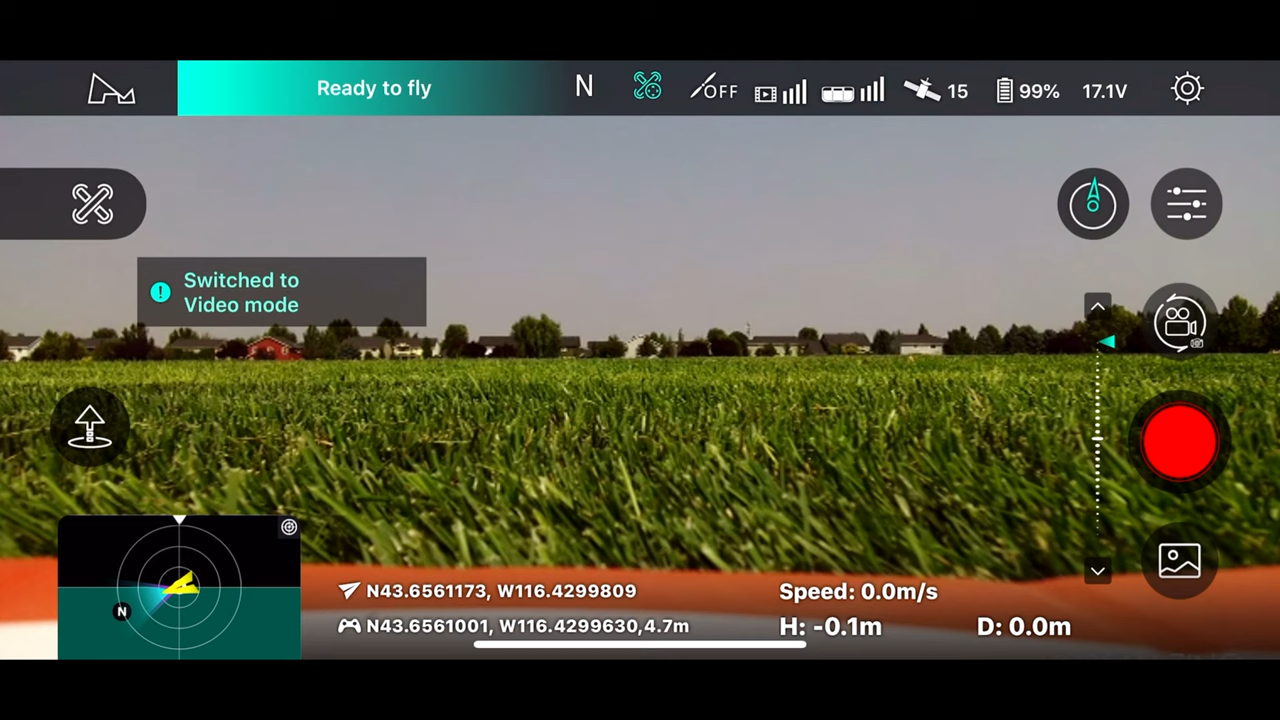 Ready to fly
N
OFF
15
99%
17.1V
Switched to
Video mode
N
N43.6561173, W116.4299809
N43.6561001, W116.4299630,4.7m
Speed: 0.0m/s
H: -0.1m
D: 0.0m